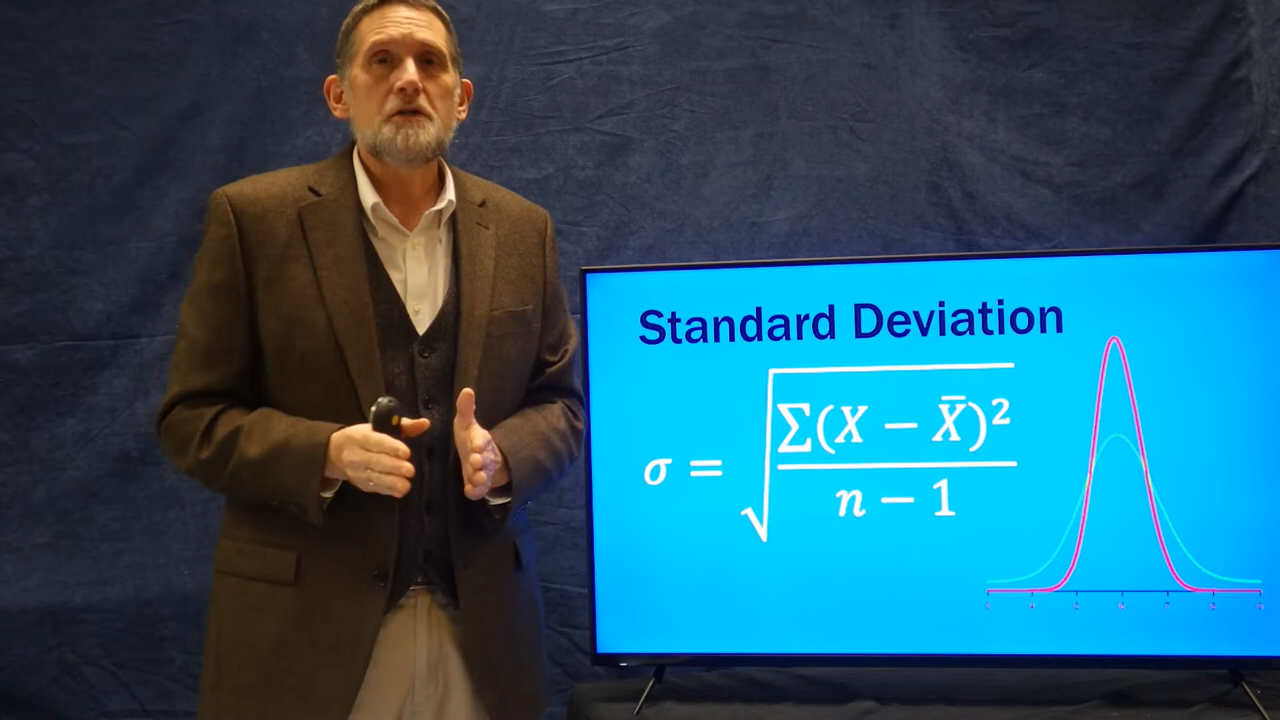 Standard Deviation
σ = √(∑(X − X̄)² / (n − 1))